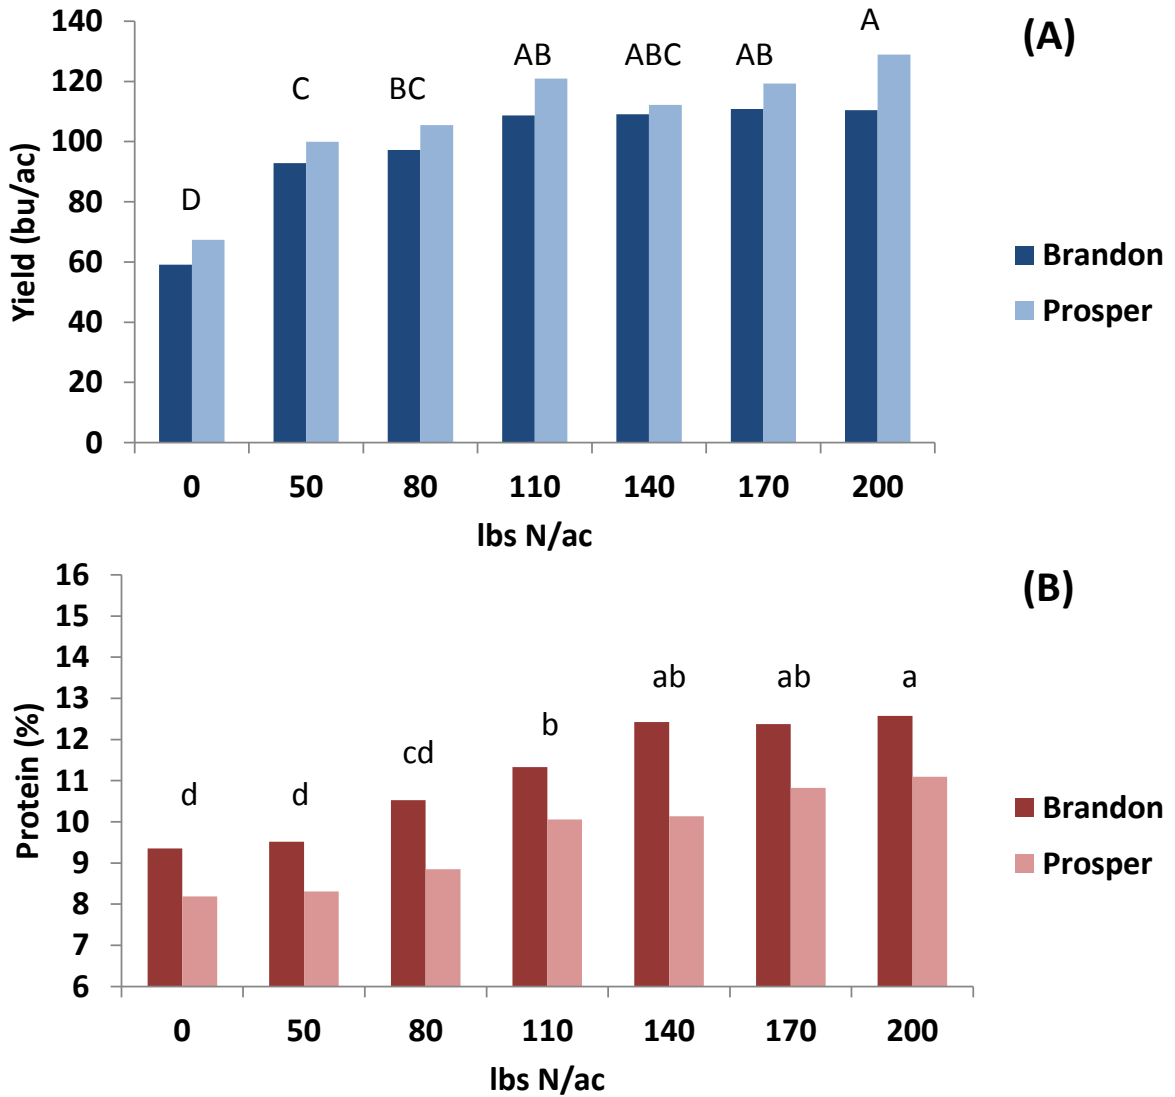 (A)
Yield (bu/ac)
140
120
100
80
60
40
20
0
D
C
BC
AB
ABC
AB
A
0 50 80 110 140 170 200
lbs N/ac
Brandon
Prosper
(B)
Protein (%)
16
15
14
13
12
11
10
9
8
7
6
d
d
cd
b
ab
ab
a
0 50 80 110 140 170 200
lbs N/ac
Brandon
Prosper